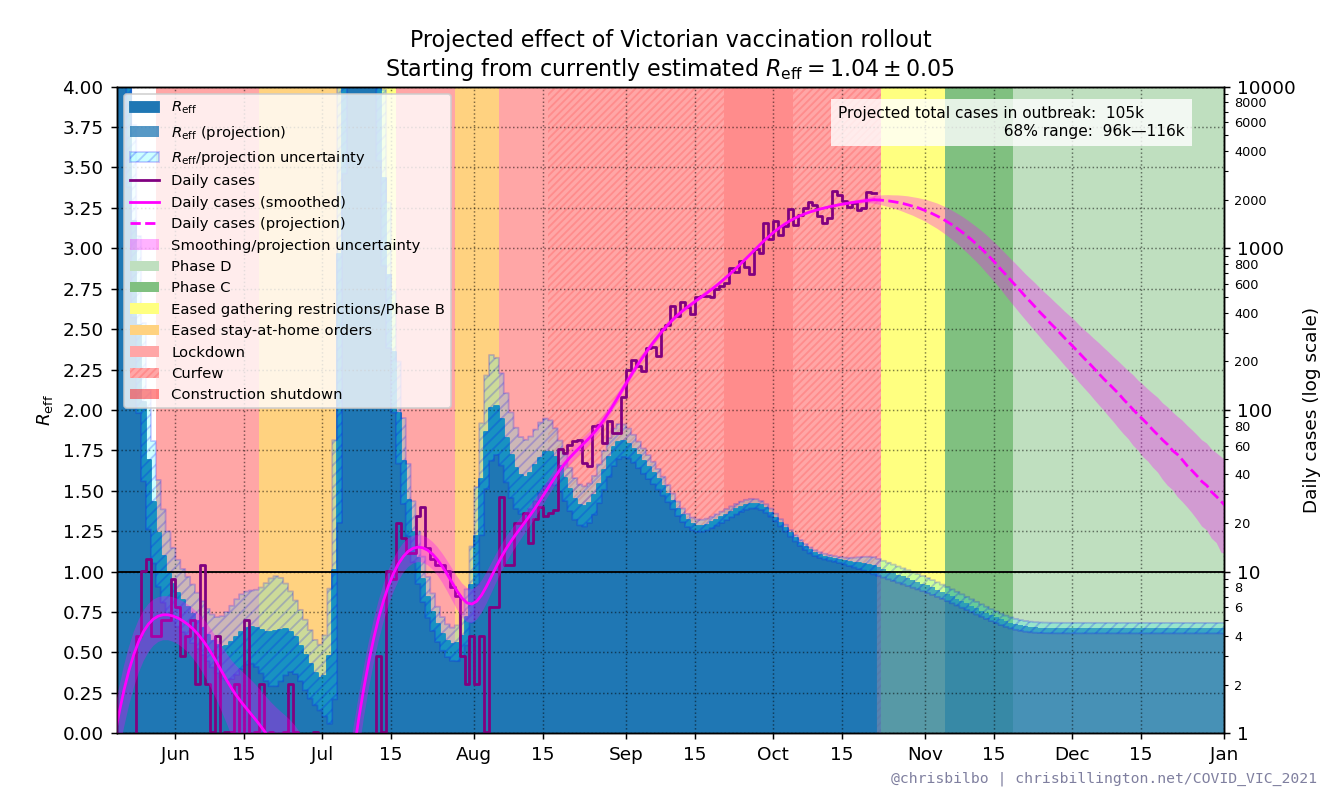 Projected effect of Victorian vaccination rollout
Starting from currently estimated R_eff = 1.04 ± 0.05
4.00
3.75
3.50
3.25
3.00
2.75
2.50
2.25
2.00
1.75
1.50
1.25
1.00
0.75
0.50
0.25
0.00
R_eff
R_eff
R_eff (projection)
R_eff/projection uncertainty
Daily cases
Daily cases (smoothed)
Daily cases (projection)
Smoothing/projection uncertainty
Phase D
Phase C
Eased gathering restrictions/Phase B
Eased stay-at-home orders
Lockdown
Curfew
Construction shutdown
Projected total cases in outbreak: 105k
68% range: 96k—116k
10000
8000
6000
4000
2000
1000
800
600
400
200
100
80
60
40
20
10
8
6
4
2
1
Daily cases (log scale)
Jun 15 Jul 15 Aug 15 Sep 15 Oct 15 Nov 15 Dec 15 Jan
@chrisbilbo | chrisbillington.net/COVID_VIC_2021